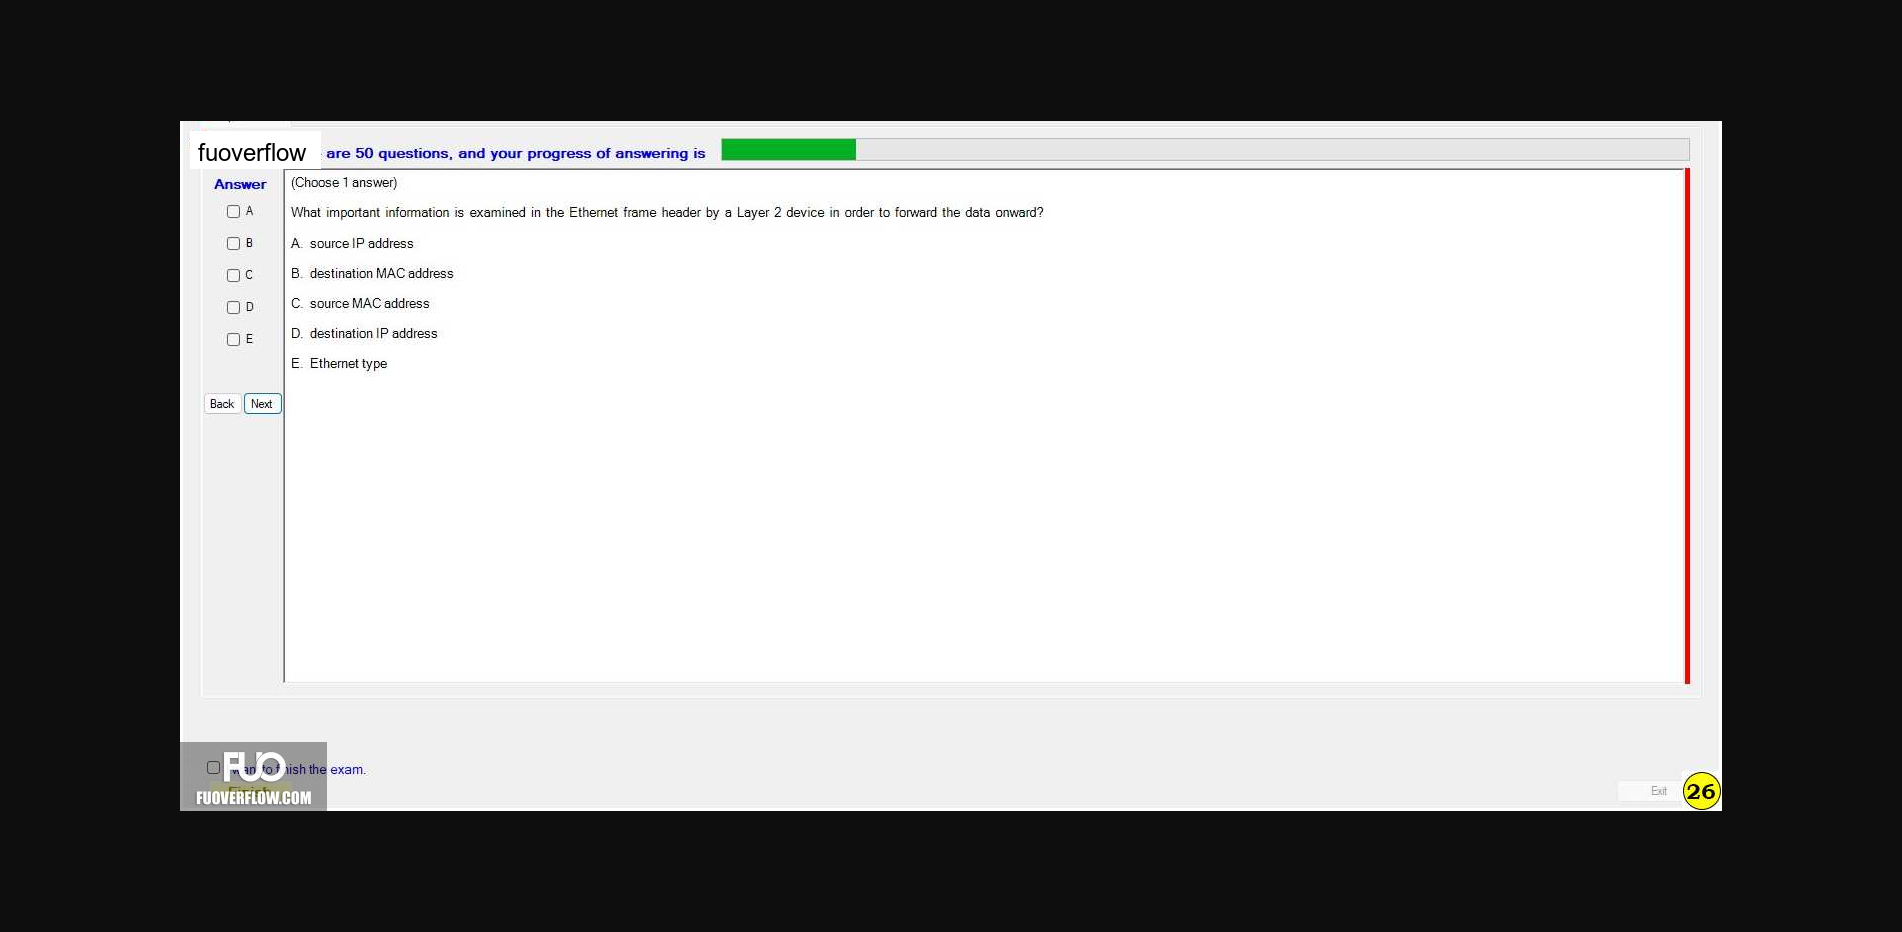 fuoverflow are 50 questions, and your progress of answering is
Answer
(Choose 1 answer)
A
What important information is examined in the Ethernet frame header by a Layer 2 device in order to forward the data onward?
B
A. source IP address
C
B. destination MAC address
D
C. source MAC address
E
D. destination IP address
E. Ethernet type
Back Next
FUO
want to finish the exam.
Finish
FUOVERFLOW.COM
Exit
26